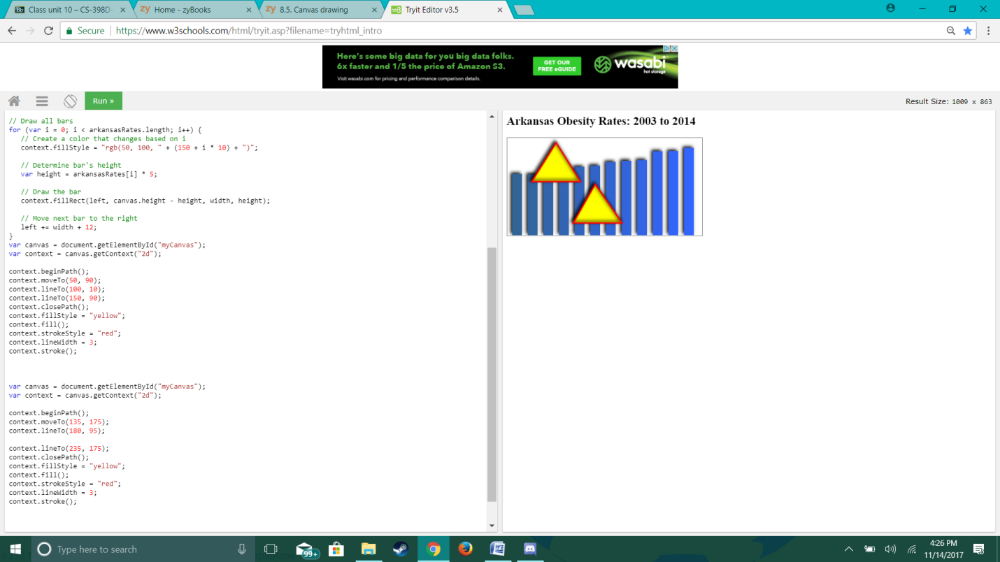 Class unit 10 – CS-398D-
Home - zyBooks
8.5. Canvas drawing
Tryit Editor v3.5
Secure
https://www.w3schools.com/html/tryit.asp?filename=tryhtml_intro
Here's some big data for you big data folks.
6x faster and 1/5 the price of Amazon S3.
Visit wasabi.com for pricing and performance comparison details.
GET OUR
FREE eGUIDE
wasabi
hot storage
Run »
Result Size: 1009 x 863
// Draw all bars
for (var i = 0; i < arkansasRates.length; i++) {
// Create a color that changes based on i
context.fillStyle = "rgb(50, 100, " + (150 + i * 10) + ")";
// Determine bar's height
var height = arkansasRates[i] * 5;
// Draw the bar
context.fillRect(left, canvas.height - height, width, height);
// Move next bar to the right
left += width + 12;
}
var canvas = document.getElementById("myCanvas");
var context = canvas.getContext("2d");
context.beginPath();
context.moveTo(50, 90);
context.lineTo(100, 10);
context.lineTo(150, 90);
context.closePath();
context.fillStyle = "yellow";
context.fill();
context.strokeStyle = "red";
context.lineWidth = 3;
context.stroke();
var canvas = document.getElementById("myCanvas");
var context = canvas.getContext("2d");
context.beginPath();
context.moveTo(135, 175);
context.lineTo(180, 95);
context.lineTo(235, 175);
context.closePath();
context.fillStyle = "yellow";
context.fill();
context.strokeStyle = "red";
context.lineWidth = 3;
context.stroke();
Arkansas Obesity Rates: 2003 to 2014
Type here to search
99+
4:26 PM
11/14/2017